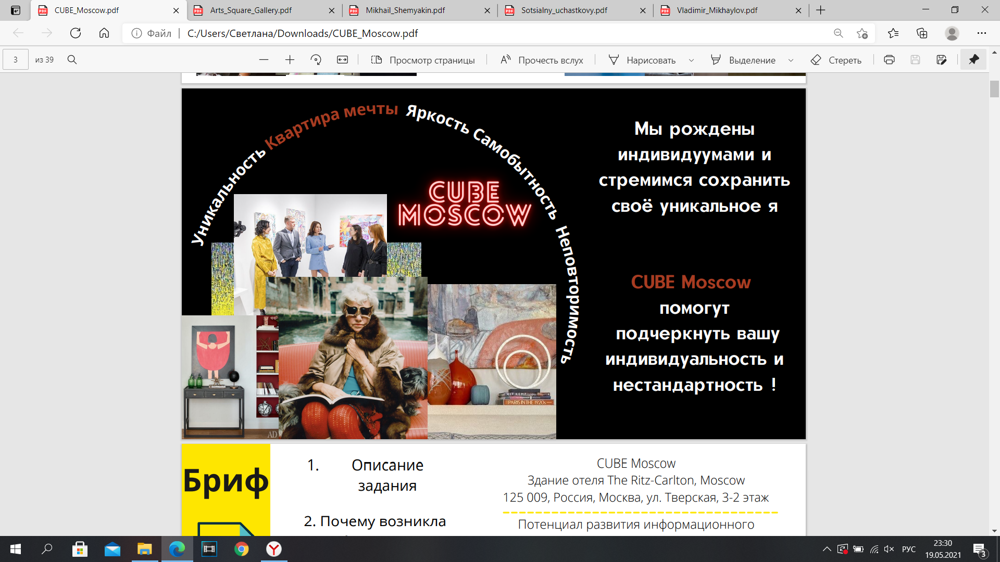 CUBE_Moscow.pdf
Arts_Square_Gallery.pdf
Mikhail_Shemyakin.pdf
Sotsialny_uchastkovy.pdf
Vladimir_Mikhaylov.pdf
Файл
C:/Users/Светлана/Downloads/CUBE_Moscow.pdf
3
из 39
Просмотр страницы
Прочесть вслух
Нарисовать
Выделение
Стереть
Уникальность Квартира мечты Яркость Самобытность Неповторимость
CUBE
MOSCOW
Мы рождены
индивидуумами и
стремимся сохранить
своё уникальное я
CUBE Moscow
помогут
подчеркнуть вашу
индивидуальность и
нестандартность !
KIT KEMP
PARIS IN THE 1920s
AD
Бриф
1. Описание
задания
2. Почему возникла
CUBE Moscow
Здание отеля The Ritz-Carlton, Moscow
125 009, Россия, Москва, ул. Тверская, 3-2 этаж
Потенциал развития информационного
РУС
23:30
19.05.2021
3